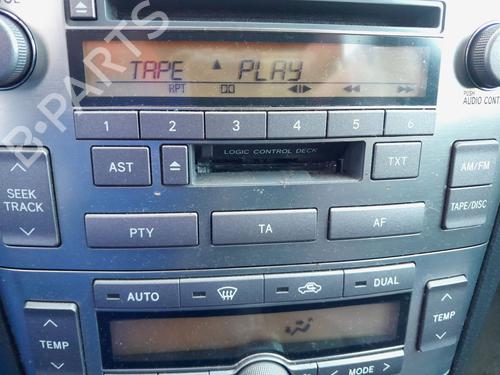 B-PARTS
TAPE PLAY
RPT
PUSH
AUDIO CONT
1 2 3 4 5 6
LOGIC CONTROL DECK
AST
TXT
AM/FM
SEEK
TRACK
TAPE/DISC
PTY
TA
AF
AUTO
DUAL
TEMP
TEMP
MODE